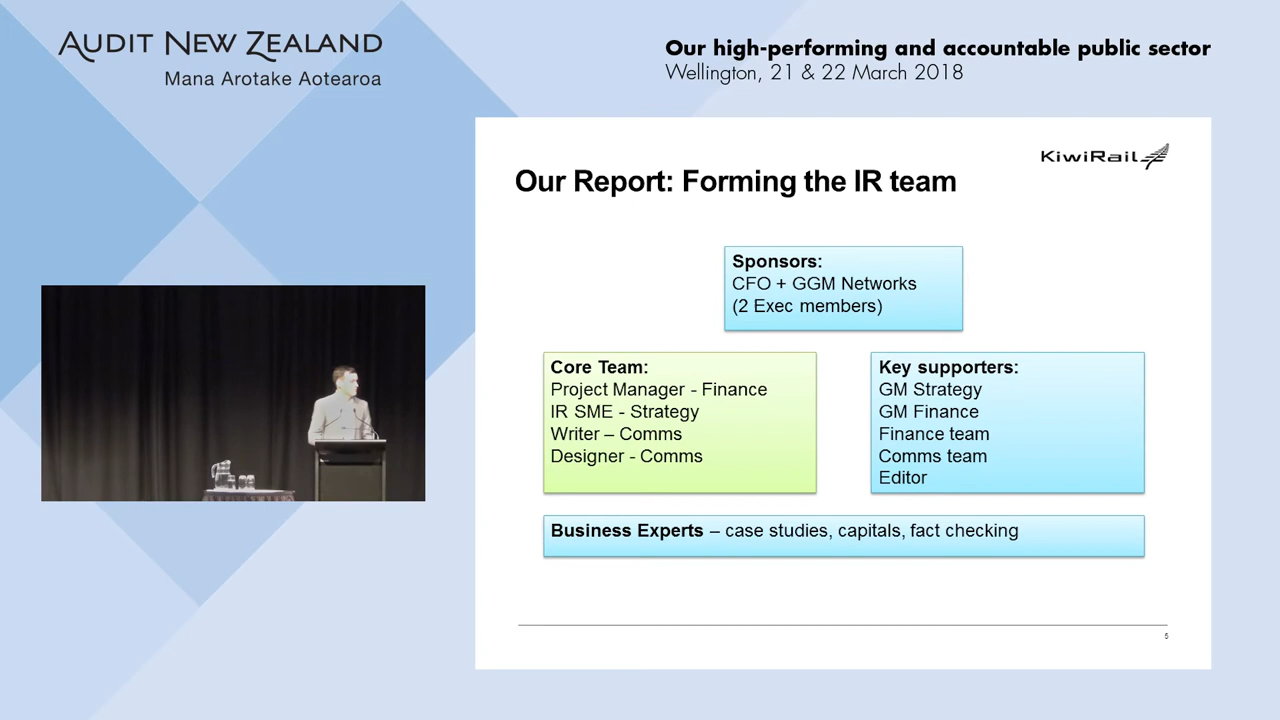 AUDIT NEW ZEALAND
Mana Arotake Aotearoa
Our high-performing and accountable public sector
Wellington, 21 & 22 March 2018
KiwiRail
Our Report: Forming the IR team
Sponsors:
CFO + GGM Networks
(2 Exec members)
Core Team:
Project Manager - Finance
IR SME - Strategy
Writer – Comms
Designer - Comms
Key supporters:
GM Strategy
GM Finance
Finance team
Comms team
Editor
Business Experts – case studies, capitals, fact checking
5